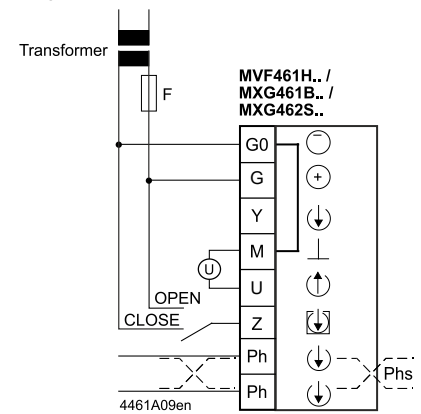 Transformer
F
MVF461H.. /
MXG461B.. /
MXG462S..
G0
G
Y
M
U
U
OPEN
CLOSE
Z
Ph
Phs
Ph
4461A09en